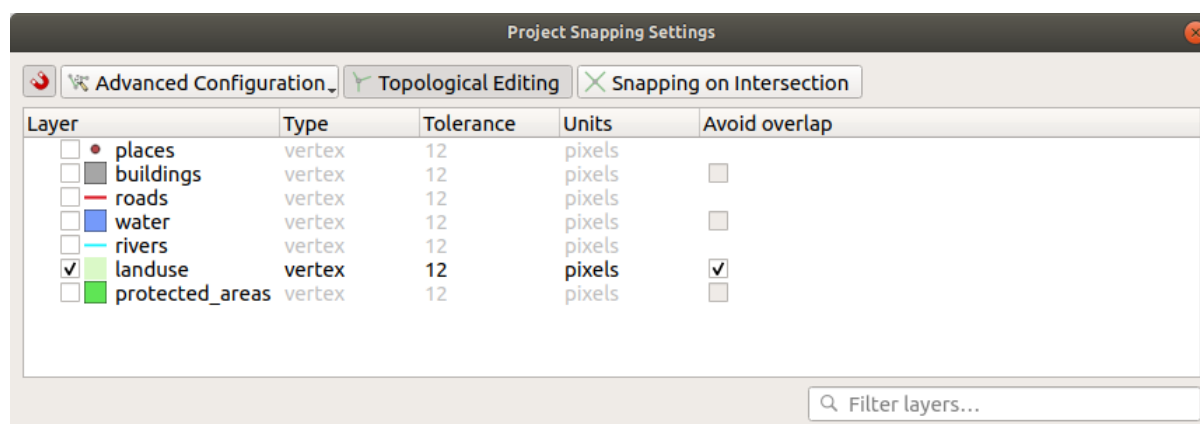 Project Snapping Settings
Advanced Configuration Topological Editing Snapping on Intersection
Layer Type Tolerance Units Avoid overlap
places vertex 12 pixels
buildings vertex 12 pixels
roads vertex 12 pixels
water vertex 12 pixels
rivers vertex 12 pixels
landuse vertex 12 pixels
protected_areas vertex 12 pixels
Filter layers...